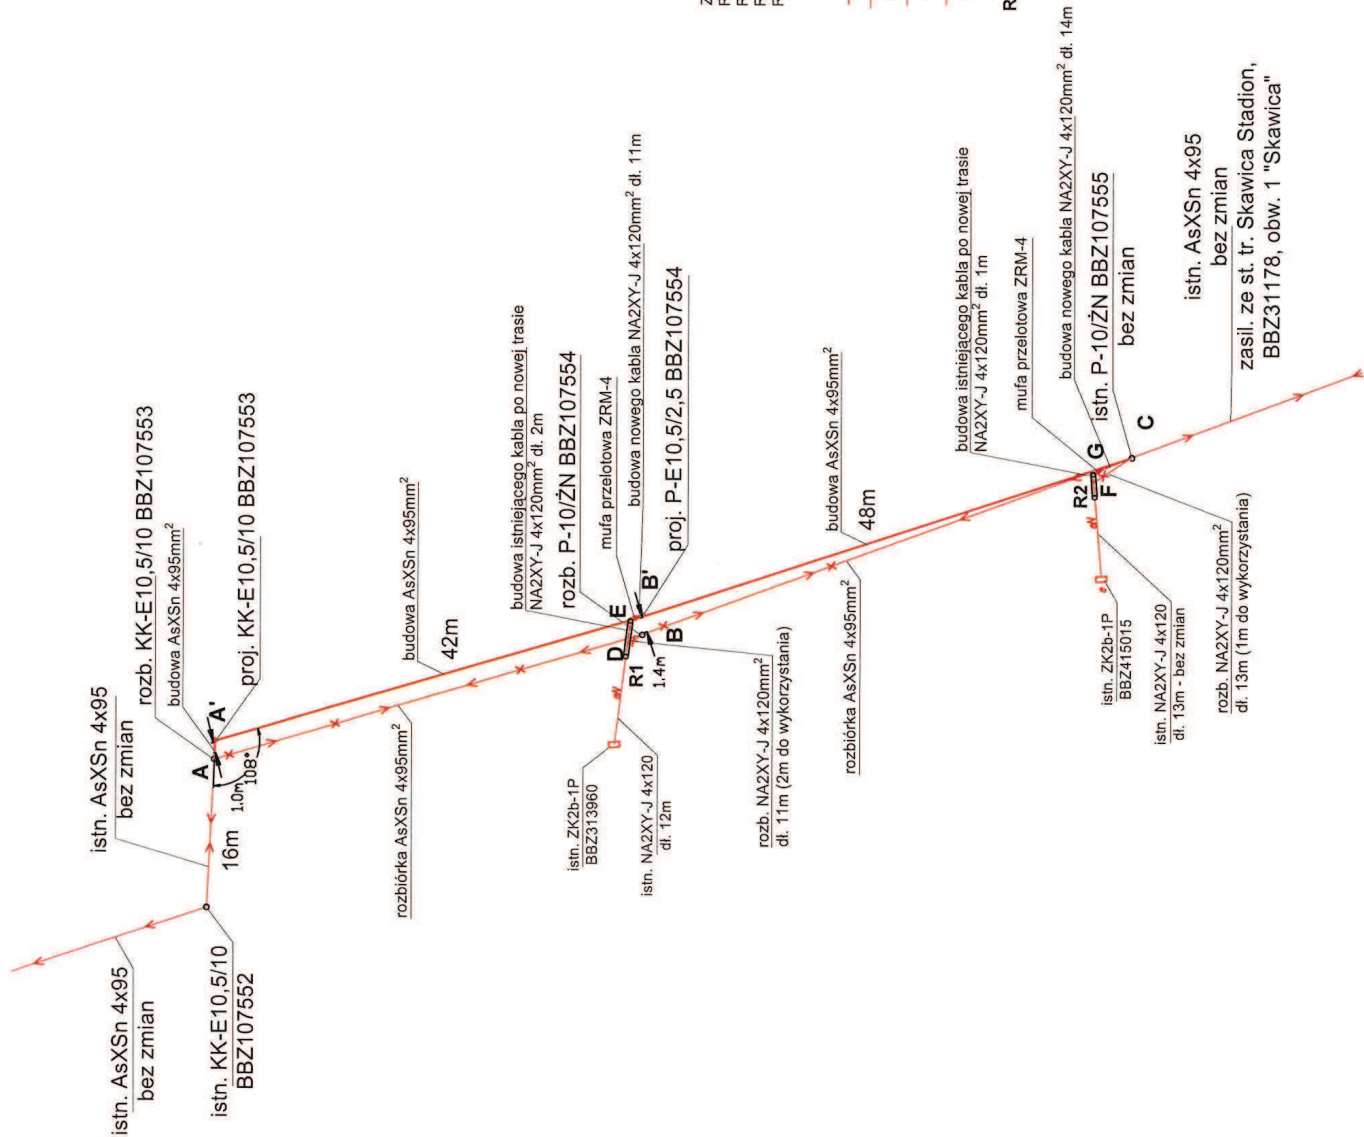 istn. AsXSn 4x95
bez zmian
istn. KK-E10,5/10
BBZ107552
istn. AsXSn 4x95
bez zmian
16m
rozb. KK-E10,5/10 BBZ107553
budowa AsXSn 4x95mm²
proj. KK-E10,5/10 BBZ107553
A
A'
1.0m
108°
budowa AsXSn 4x95mm²
42m
rozbiórka AsXSn 4x95mm²
budowa istniejącego kabla po nowej trasie
NA2XY-J 4x120mm² dł. 2m
rozb. P-10/ŻN BBZ107554
mufa przelotowa ZRM-4
budowa nowego kabla NA2XY-J 4x120mm² dł. 11m
proj. P-E10,5/2,5 BBZ107554
D
E
R1
B
B'
1.4m
istn. ZK2b-1P
BBZ313960
istn. NA2XY-J 4x120
dł. 12m
rozb. NA2XY-J 4x120mm²
dł. 11m (2m do wykorzystania)
budowa AsXSn 4x95mm²
48m
rozbiórka AsXSn 4x95mm²
budowa istniejącego kabla po nowej trasie
NA2XY-J 4x120mm² dł. 1m
mufa przelotowa ZRM-4
budowa nowego kabla NA2XY-J 4x120mm² dł. 14m
istn. P-10/ŻN BBZ107555
bez zmian
R2
G
F
C
istn. ZK2b-1P
BBZ415015
istn. NA2XY-J 4x120
dł. 13m - bez zmian
rozb. NA2XY-J 4x120mm²
dł. 13m (1m do wykorzystania)
istn. AsXSn 4x95
bez zmian
zasil. ze st. tr. Skawica Stadion,
BBZ31178, obw. 1 "Skawica"